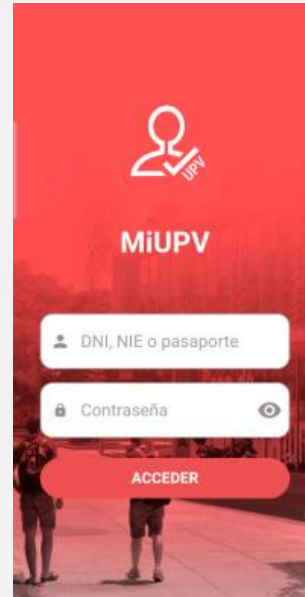 UPV
MiUPV
DNI, NIE o pasaporte
Contraseña
ACCEDER